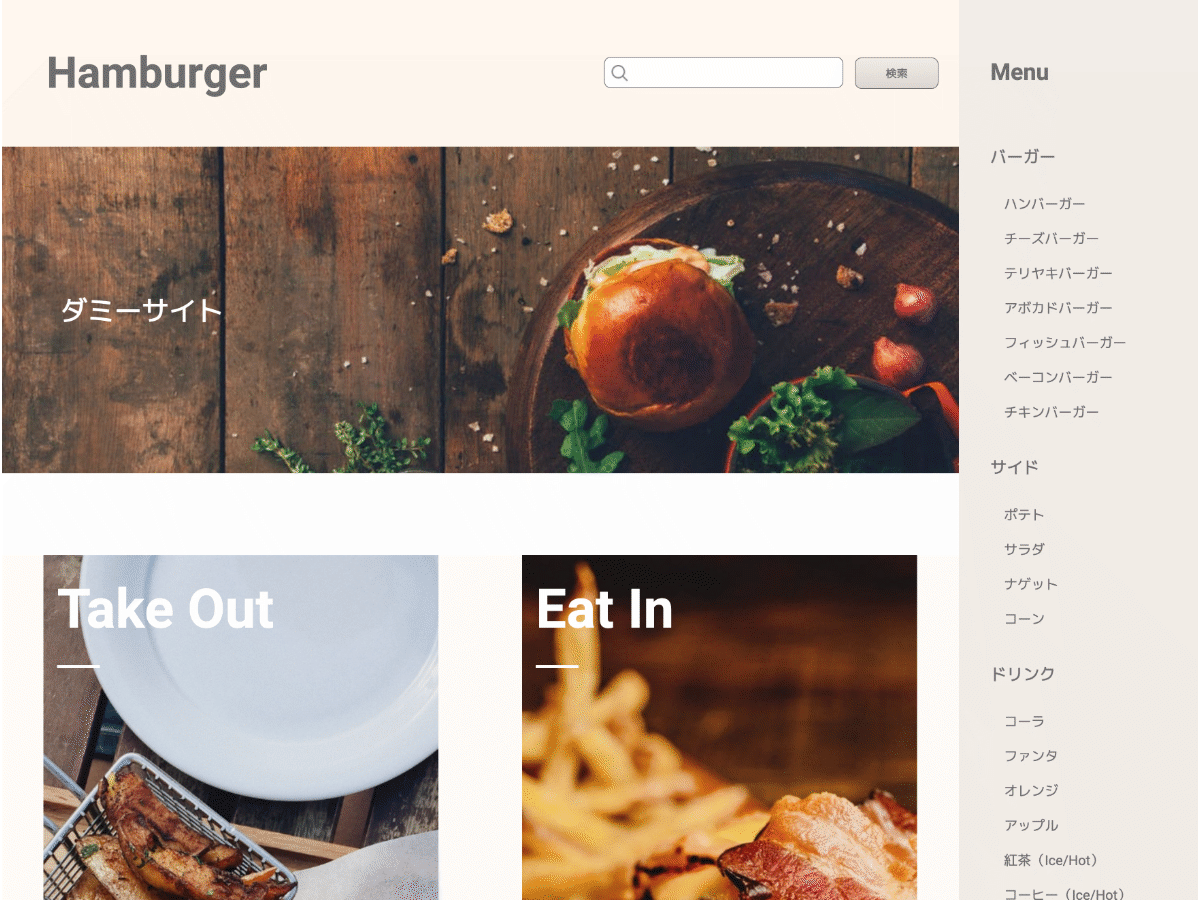 Hamburger
検索
ダミーサイト
Take Out
Eat In
Menu
バーガー
ハンバーガー
チーズバーガー
テリヤキバーガー
アボカドバーガー
フィッシュバーガー
ベーコンバーガー
チキンバーガー
サイド
ポテト
サラダ
ナゲット
コーン
ドリンク
コーラ
ファンタ
オレンジ
アップル
紅茶（Ice/Hot）
コーヒー（Ice/Hot）